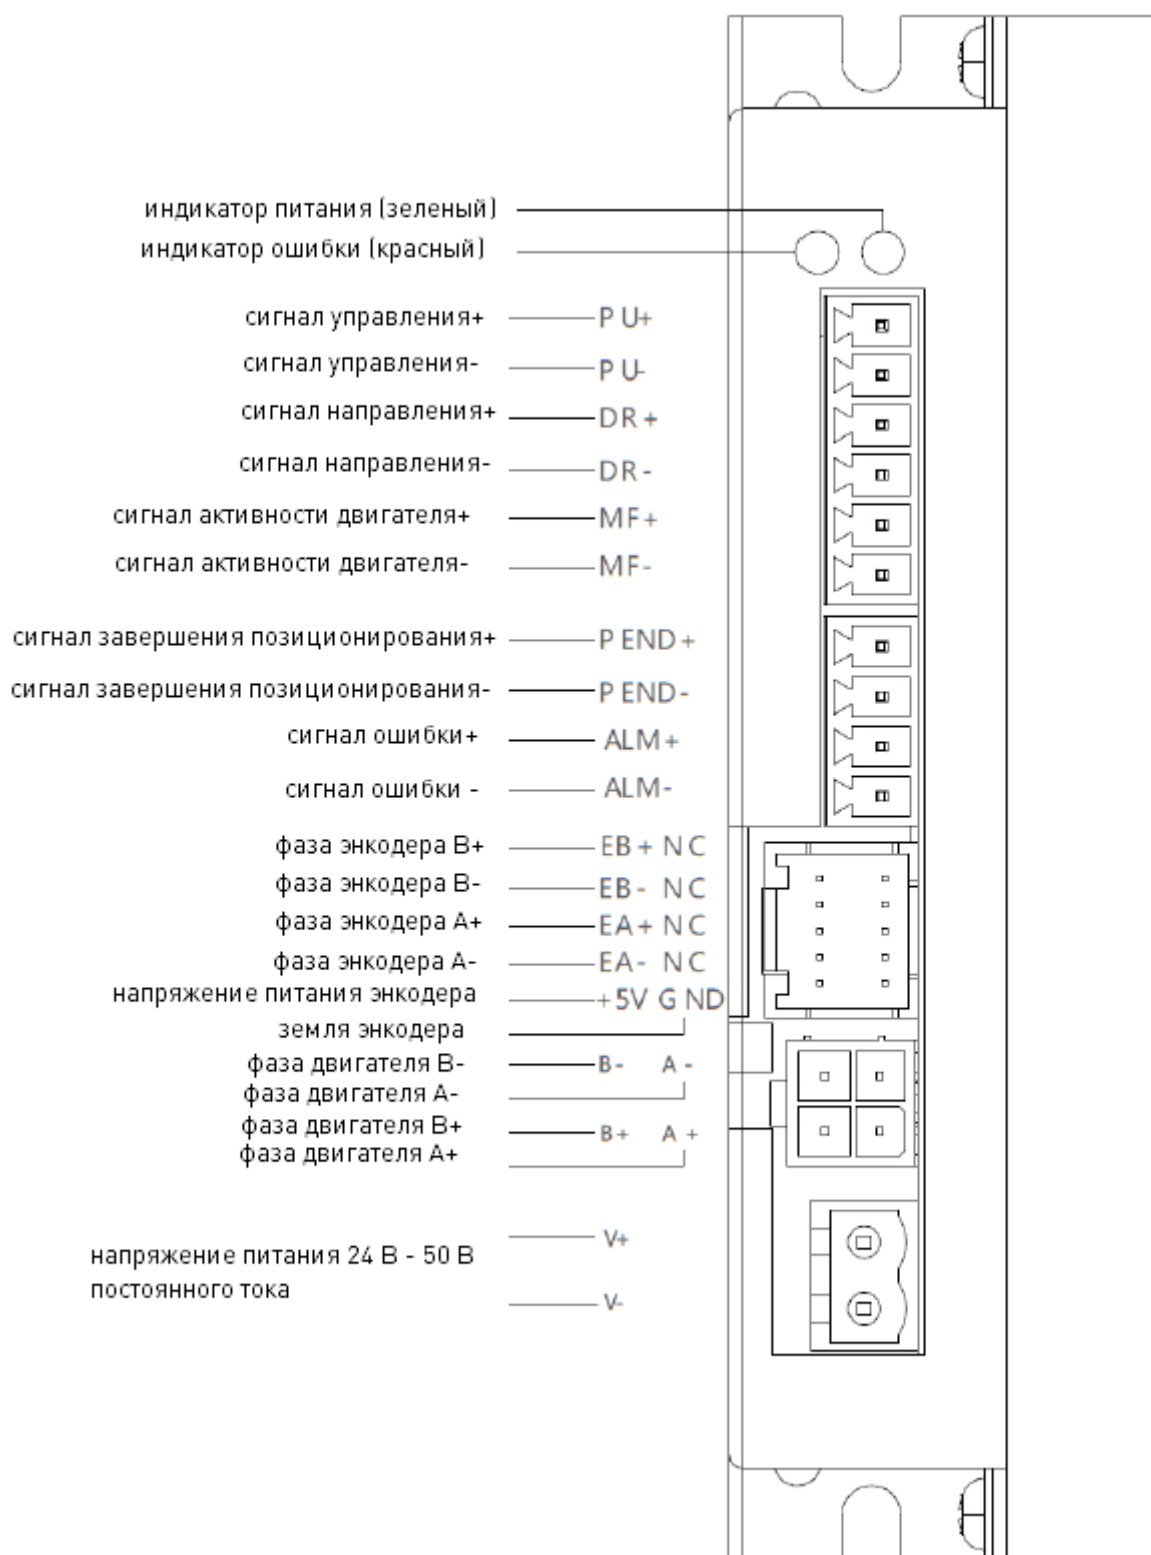 индикатор питания (зеленый)
индикатор ошибки (красный)
сигнал управления+ PU+
сигнал управления- PU-
сигнал направления+ DR+
сигнал направления- DR-
сигнал активности двигателя+ MF+
сигнал активности двигателя- MF-
сигнал завершения позиционирования+ PEND+
сигнал завершения позиционирования- PEND-
сигнал ошибки+ ALM+
сигнал ошибки - ALM-
фаза энкодера B+ EB+ NC
фаза энкодера B- EB- NC
фаза энкодера A+ EA+ NC
фаза энкодера A- EA- NC
напряжение питания энкодера +5V GND
земля энкодера
фаза двигателя B- B- A-
фаза двигателя A-
фаза двигателя B+ B+ A+
фаза двигателя A+
V+
напряжение питания 24 В - 50 В
постоянного тока
V-